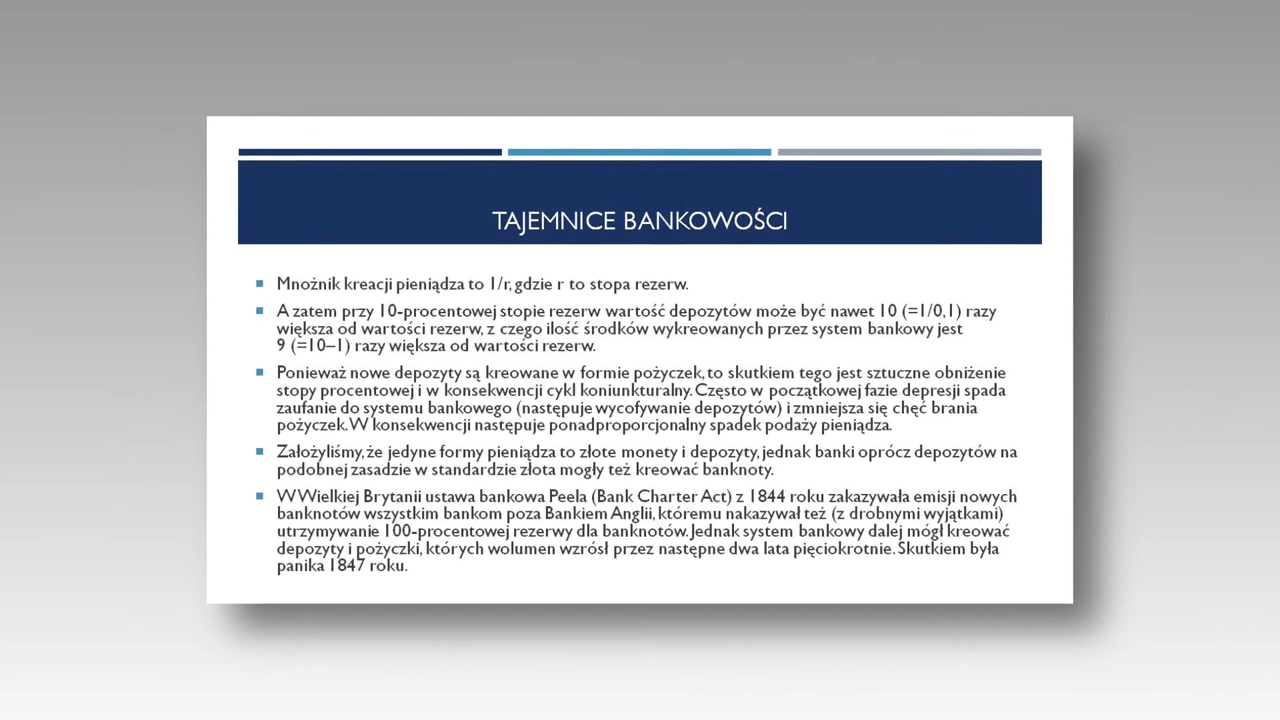 TAJEMNICE BANKOWOŚCI
Mnożnik kreacji pieniądza to 1/r, gdzie r to stopa rezerw.
A zatem przy 10-procentowej stopie rezerw wartość depozytów może być nawet 10 (=1/0,1) razy
większa od wartości rezerw, z czego ilość środków wykreowanych przez system bankowy jest
9 (=10–1) razy większa od wartości rezerw.
Ponieważ nowe depozyty są kreowane w formie pożyczek, to skutkiem tego jest sztuczne obniżenie
stopy procentowej i w konsekwencji cykl koniunkturalny. Często w początkowej fazie depresji spada
zaufanie do systemu bankowego (następuje wycofywanie depozytów) i zmniejsza się chęć brania
pożyczek. W konsekwencji następuje ponadproporcjonalny spadek podaży pieniądza.
Założyliśmy, że jedyne formy pieniądza to złote monety i depozyty, jednak banki oprócz depozytów na
podobnej zasadzie w standardzie złota mogły też kreować banknoty.
W Wielkiej Brytanii ustawa bankowa Peela (Bank Charter Act) z 1844 roku zakazywała emisji nowych
banknotów wszystkim bankom poza Bankiem Anglii, któremu nakazywał też (z drobnymi wyjątkami)
utrzymywanie 100-procentowej rezerwy dla banknotów. Jednak system bankowy dalej mógł kreować
depozyty i pożyczki, których wolumen wzrósł przez następne dwa lata pięciokrotnie. Skutkiem była
panika 1847 roku.